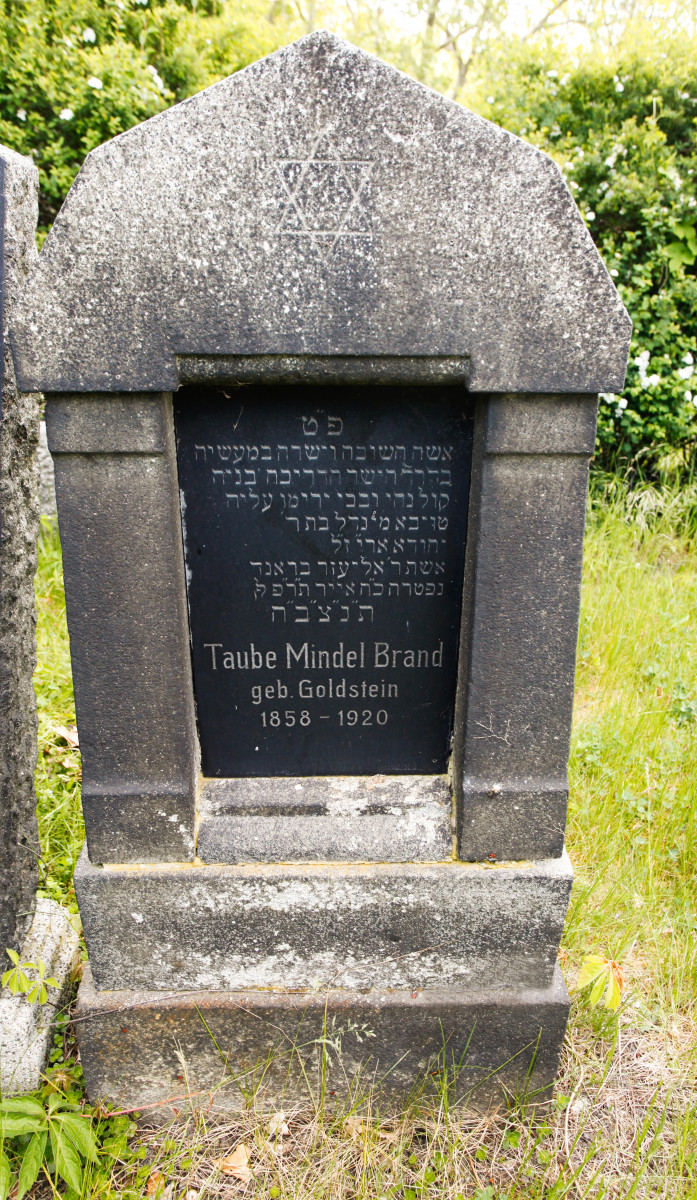 פ״ט
אשה חשובה וישרה במעשיה
בדרך הישר הדריכה בניה
קול נהי ובכי ירימו עליה
טויבא מינדל בת ר׳
יהודא ארי׳ ז״ל
אשת ר׳ אליעזר בראנד
נפטרה כ״ח אייר תר״פ לפ״ק
ת״נ״צ״ב״ה
Taube Mindel Brand
geb. Goldstein
1858 – 1920